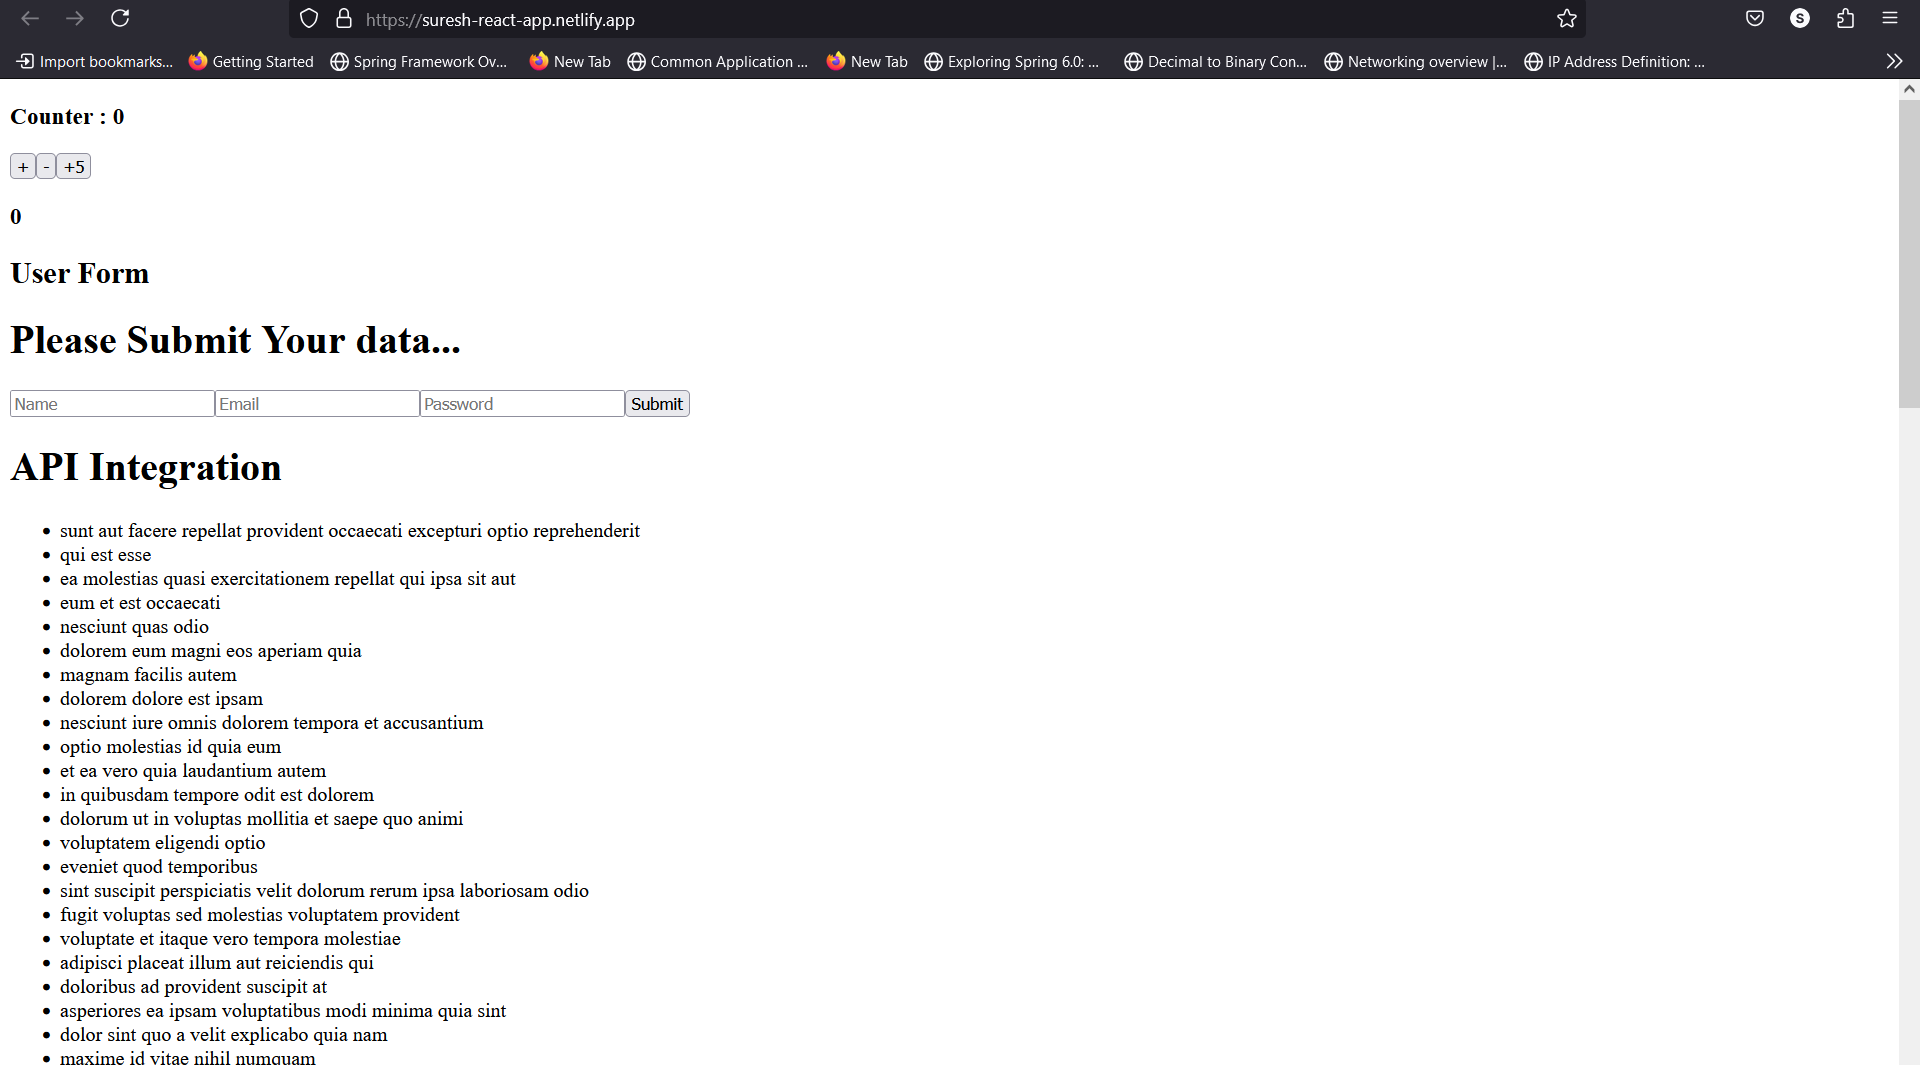 https://suresh-react-app.netlify.app
S
Import bookmarks... Getting Started Spring Framework Ov... New Tab Common Application ... New Tab Exploring Spring 6.0: ... Decimal to Binary Con... Networking overview |... IP Address Definition: ...
Counter : 0
+ - +5
0
User Form
Please Submit Your data...
Name Email Password Submit
API Integration
sunt aut facere repellat provident occaecati excepturi optio reprehenderit
qui est esse
ea molestias quasi exercitationem repellat qui ipsa sit aut
eum et est occaecati
nesciunt quas odio
dolorem eum magni eos aperiam quia
magnam facilis autem
dolorem dolore est ipsam
nesciunt iure omnis dolorem tempora et accusantium
optio molestias id quia eum
et ea vero quia laudantium autem
in quibusdam tempore odit est dolorem
dolorum ut in voluptas mollitia et saepe quo animi
voluptatem eligendi optio
eveniet quod temporibus
sint suscipit perspiciatis velit dolorum rerum ipsa laboriosam odio
fugit voluptas sed molestias voluptatem provident
voluptate et itaque vero tempora molestiae
adipisci placeat illum aut reiciendis qui
doloribus ad provident suscipit at
asperiores ea ipsam voluptatibus modi minima quia sint
dolor sint quo a velit explicabo quia nam
maxime id vitae nihil numquam